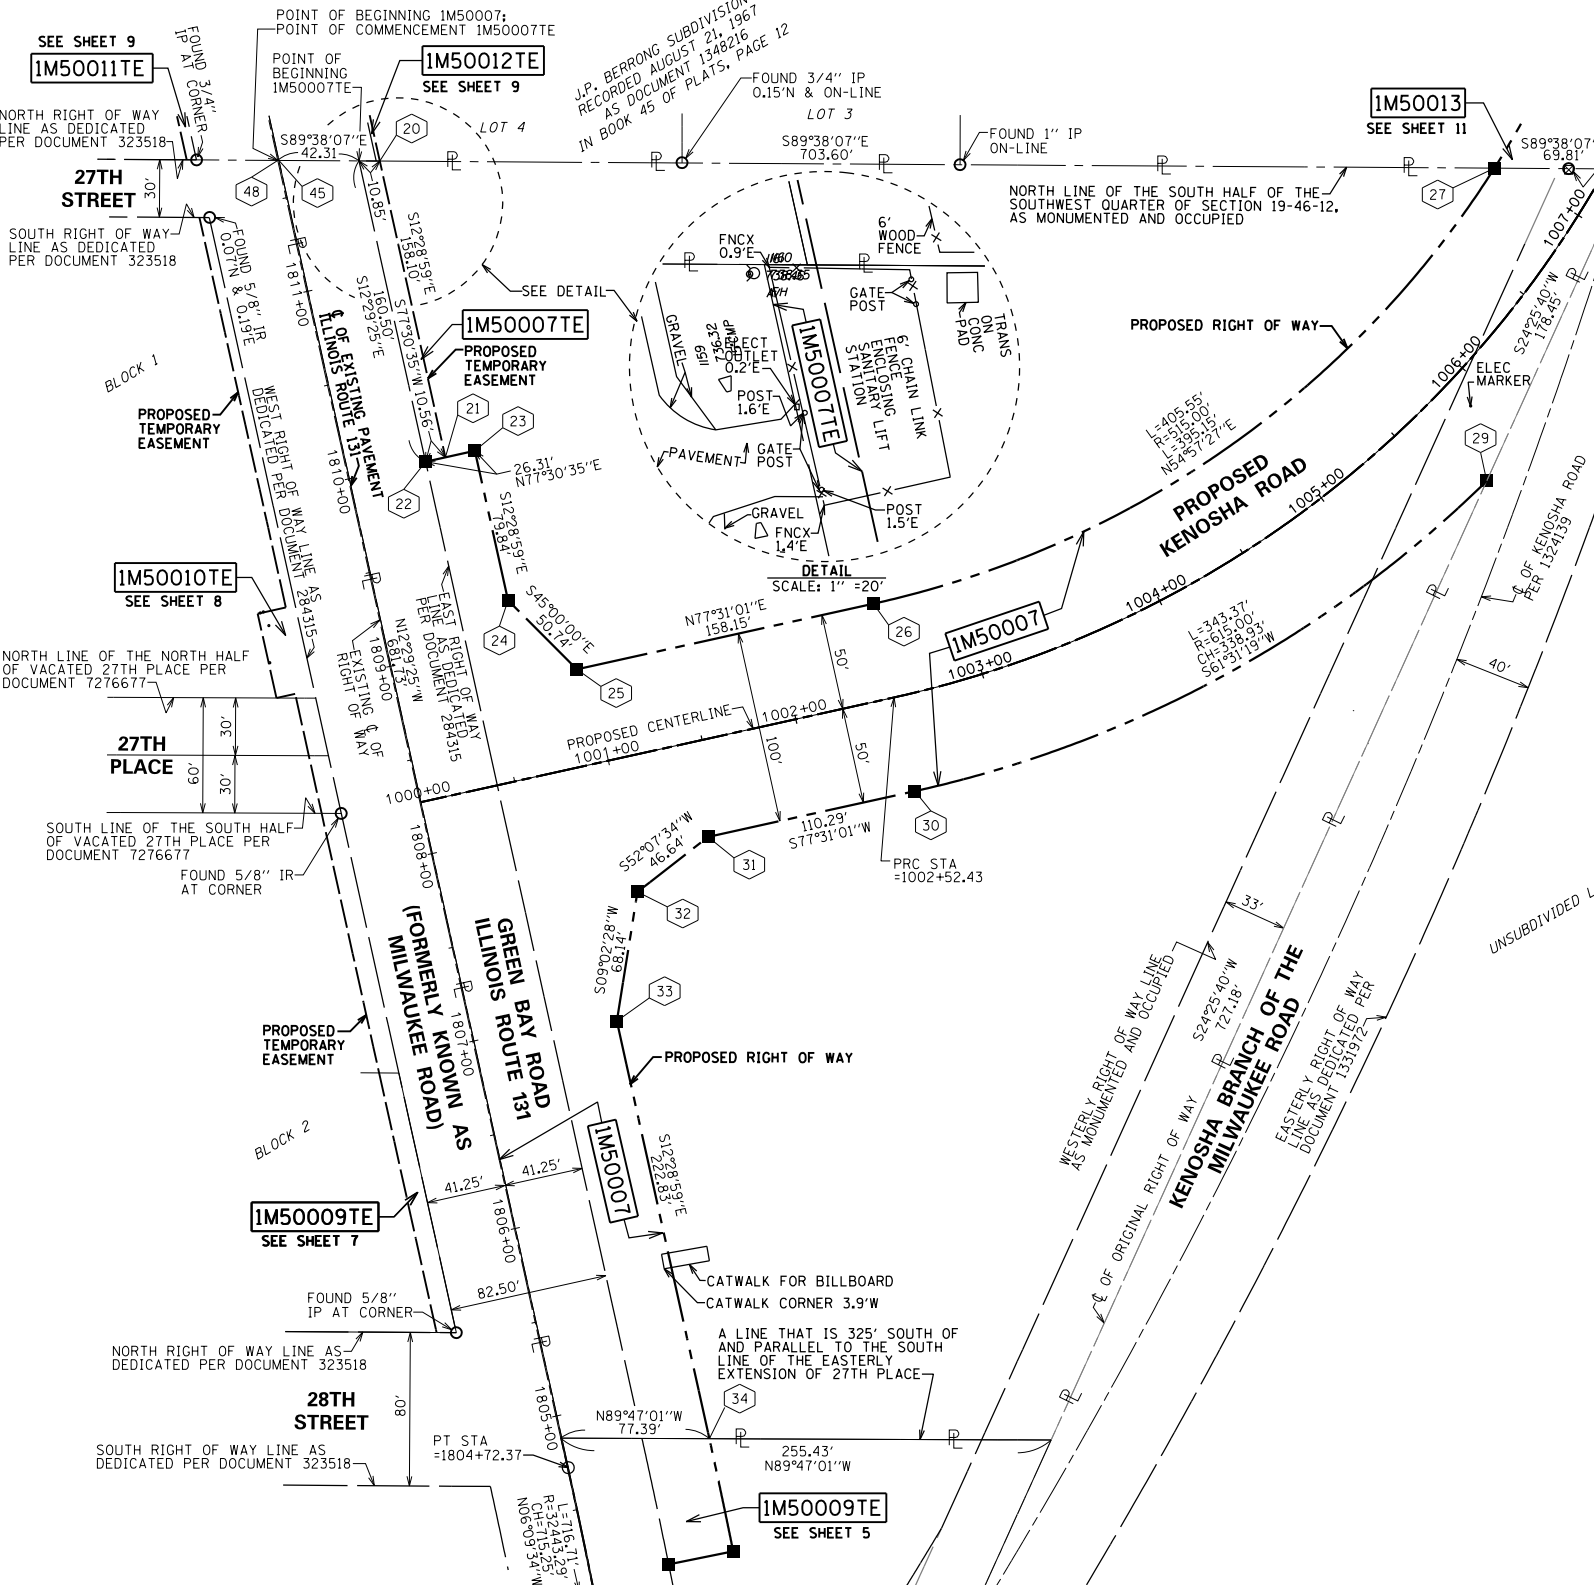 SEE SHEET 9
1M50011TE
FOUND 3/4''
IP AT CORNER
POINT OF BEGINNING 1M50007;
POINT OF COMMENCEMENT 1M50007TE
POINT OF
BEGINNING
1M50007TE
1M50012TE
SEE SHEET 9
20
LOT 4
J.P. BERRONG SUBDIVISION
RECORDED AUGUST 21, 1967
AS DOCUMENT 1348216
IN BOOK 45 OF PLATS, PAGE 12
FOUND 3/4'' IP
0.15'N & ON-LINE
LOT 3
S89°38'07''E
703.60'
FOUND 1'' IP
ON-LINE
1M50013
SEE SHEET 11
S89°38'07''
69.81'
NORTH RIGHT OF WAY
LINE AS DEDICATED
PER DOCUMENT 323518
S89°38'07''E
42.31
27TH
STREET
30'
48
45
27
SOUTH RIGHT OF WAY
LINE AS DEDICATED
PER DOCUMENT 323518
FOUND 5/8'' IR
0.07'N & 0.19'E
10.85'
S12°28'59''E
158.10'
160.50'
S12°29'25''E
S77°30'35''W 10.56'
1811+00
NORTH LINE OF THE SOUTH HALF OF THE
SOUTHWEST QUARTER OF SECTION 19-46-12,
AS MONUMENTED AND OCCUPIED
1007+00
S24°25'40''W
178.45'
SEE DETAIL
1M50007TE
PROPOSED
TEMPORARY
EASEMENT
℄ OF EXISTING PAVEMENT
ILLINOIS ROUTE 131
FNCX
0.9'E
6'
WOOD
FENCE
GATE
POST
TRANS
ON
CONC
PAD
GRAVEL
ELECT
OUTLET
0.2'E
1M50007TE
6' CHAIN LINK
FENCE
ENCLOSING
SANITARY LIFT
STATION
POST
1.6'E
PAVEMENT
GATE
POST
GRAVEL
FNCX
1.4'E
POST
1.5'E
DETAIL
SCALE: 1'' =20'
PROPOSED RIGHT OF WAY
1006+00
ELEC
MARKER
BLOCK 1
PROPOSED
TEMPORARY
EASEMENT
WEST RIGHT OF WAY LINE AS
DEDICATED PER DOCUMENT 284315
1810+00
21
23
22
26.31'
N77°30'35''E
S12°28'59''E
79.84'
L=405.55'
R=515.00'
L=395.15'
N54°57'27''E
PROPOSED
KENOSHA ROAD
1005+00
29
℄ OF KENOSHA ROAD
PER 1324139
1M50010TE
SEE SHEET 8
24
S45°00'00''E
50.74'
25
N77°31'01''E
158.15'
26
1M50007
1004+00
1003+00
L=343.37'
R=615.00'
CH=338.93'
S61°31'19''W
40'
NORTH LINE OF THE NORTH HALF
OF VACATED 27TH PLACE PER
DOCUMENT 7276677
N12°29'25''W
681.73'
1809+00
EXISTING ℄ OF
RIGHT OF WAY
EAST RIGHT OF WAY
LINE AS DEDICATED
PER DOCUMENT 284315
50'
27TH
PLACE
30'
60'
30'
PROPOSED CENTERLINE
1000+00
1001+00
1002+00
100'
50'
30
SOUTH LINE OF THE SOUTH HALF
OF VACATED 27TH PLACE PER
DOCUMENT 7276677
FOUND 5/8'' IR
AT CORNER
1808+00
S52°07'34''W
46.64'
110.29'
S77°31'01''W
31
PRC STA
=1002+52.43
32
33'
UNSUBDIVIDED L
(FORMERLY KNOWN AS
MILWAUKEE ROAD)
GREEN BAY ROAD
ILLINOIS ROUTE 131
S09°02'28''W
68.14'
33
WESTERLY RIGHT OF WAY LINE
AS MONUMENTED AND OCCUPIED
S24°25'40''W
727.18'
KENOSHA BRANCH OF THE
MILWAUKEE ROAD
EASTERLY RIGHT OF WAY
LINE AS DEDICATED PER
DOCUMENT 1331972
PROPOSED
TEMPORARY
EASEMENT
1807+00
PROPOSED RIGHT OF WAY
BLOCK 2
1M50007
S12°28'59''E
222.83'
41.25'
41.25'
1M50009TE
SEE SHEET 7
1806+00
℄ OF ORIGINAL RIGHT OF WAY
82.50'
CATWALK FOR BILLBOARD
CATWALK CORNER 3.9'W
FOUND 5/8''
IP AT CORNER
A LINE THAT IS 325' SOUTH OF
AND PARALLEL TO THE SOUTH
LINE OF THE EASTERLY
EXTENSION OF 27TH PLACE
NORTH RIGHT OF WAY LINE AS
DEDICATED PER DOCUMENT 323518
28TH
STREET
80'
1805+00
N89°47'01''W
77.39'
34
255.43'
N89°47'01''W
PT STA
=1804+72.37
SOUTH RIGHT OF WAY LINE AS
DEDICATED PER DOCUMENT 323518
L=716.71'
R=32443.29'
CH=715.25'
N06°09'34''W
1M50009TE
SEE SHEET 5